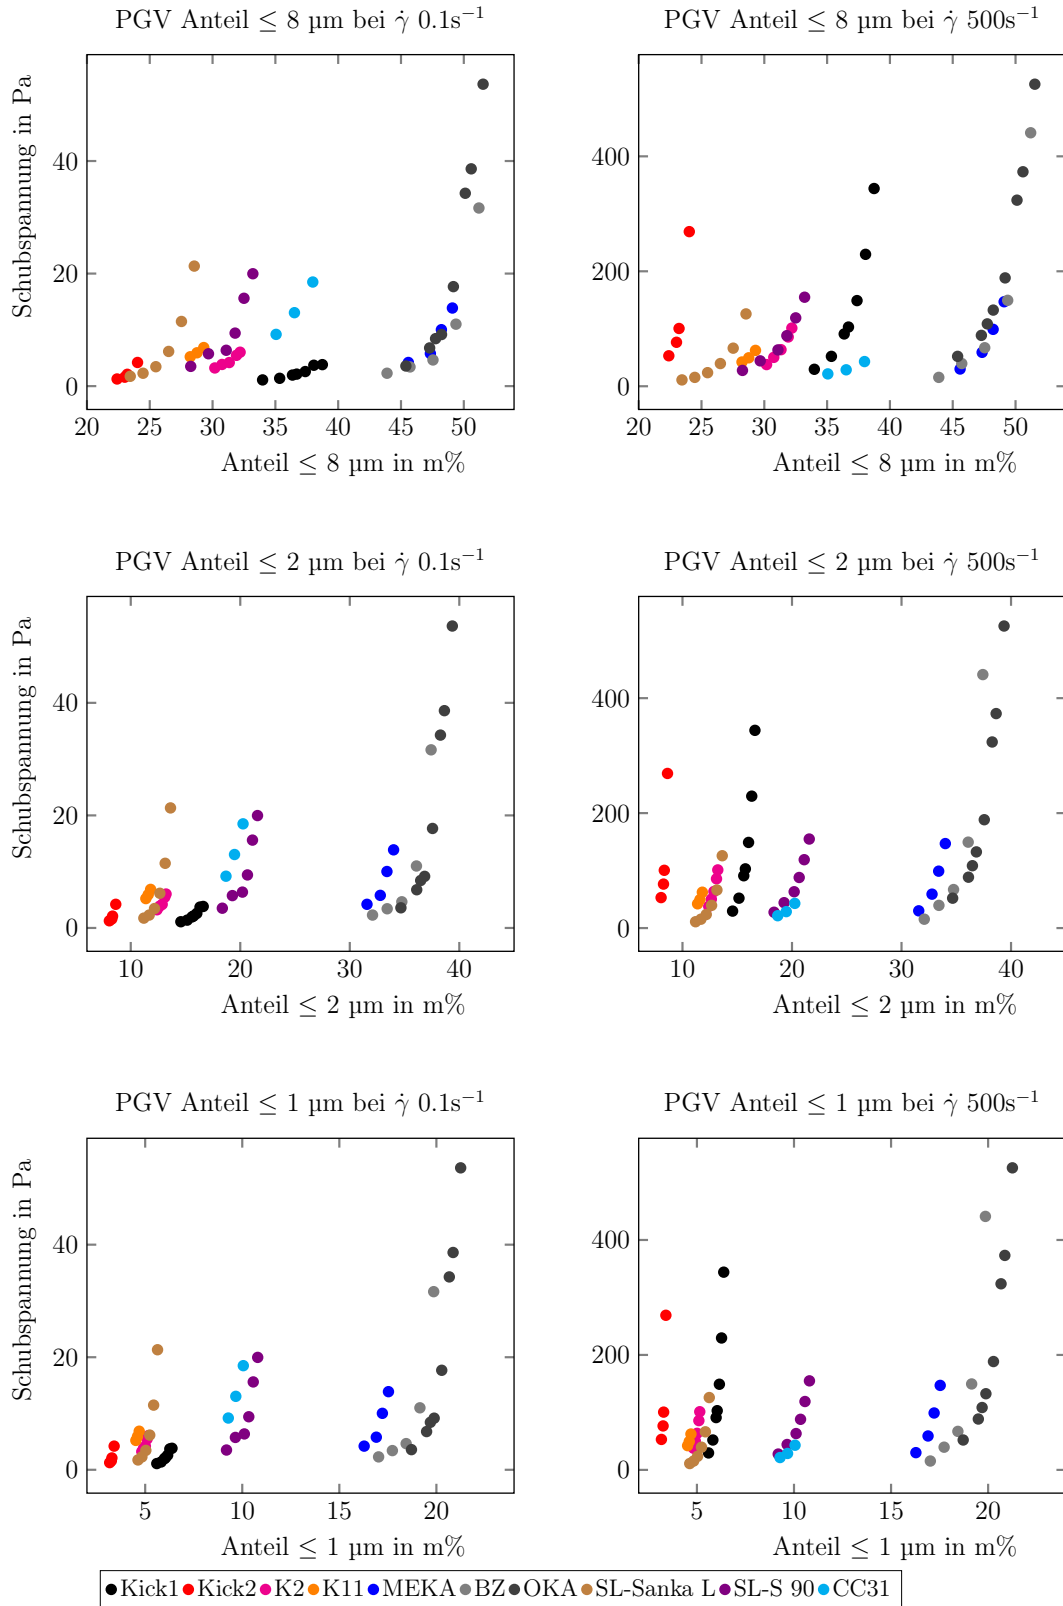 PGV Anteil ≤ 8 µm bei γ̇ 0.1s⁻¹
Schubspannung in Pa
40
20
0
20 25 30 35 40 45 50
Anteil ≤ 8 µm in m%
PGV Anteil ≤ 8 µm bei γ̇ 500s⁻¹
400
200
0
20 25 30 35 40 45 50
Anteil ≤ 8 µm in m%
PGV Anteil ≤ 2 µm bei γ̇ 0.1s⁻¹
Schubspannung in Pa
40
20
0
10 20 30 40
Anteil ≤ 2 µm in m%
PGV Anteil ≤ 2 µm bei γ̇ 500s⁻¹
400
200
0
10 20 30 40
Anteil ≤ 2 µm in m%
PGV Anteil ≤ 1 µm bei γ̇ 0.1s⁻¹
Schubspannung in Pa
40
20
0
5 10 15 20
Anteil ≤ 1 µm in m%
PGV Anteil ≤ 1 µm bei γ̇ 500s⁻¹
400
200
0
5 10 15 20
Anteil ≤ 1 µm in m%
Kick1 Kick2 K2 K11 MEKA BZ OKA SL-Sanka L SL-S 90 CC31